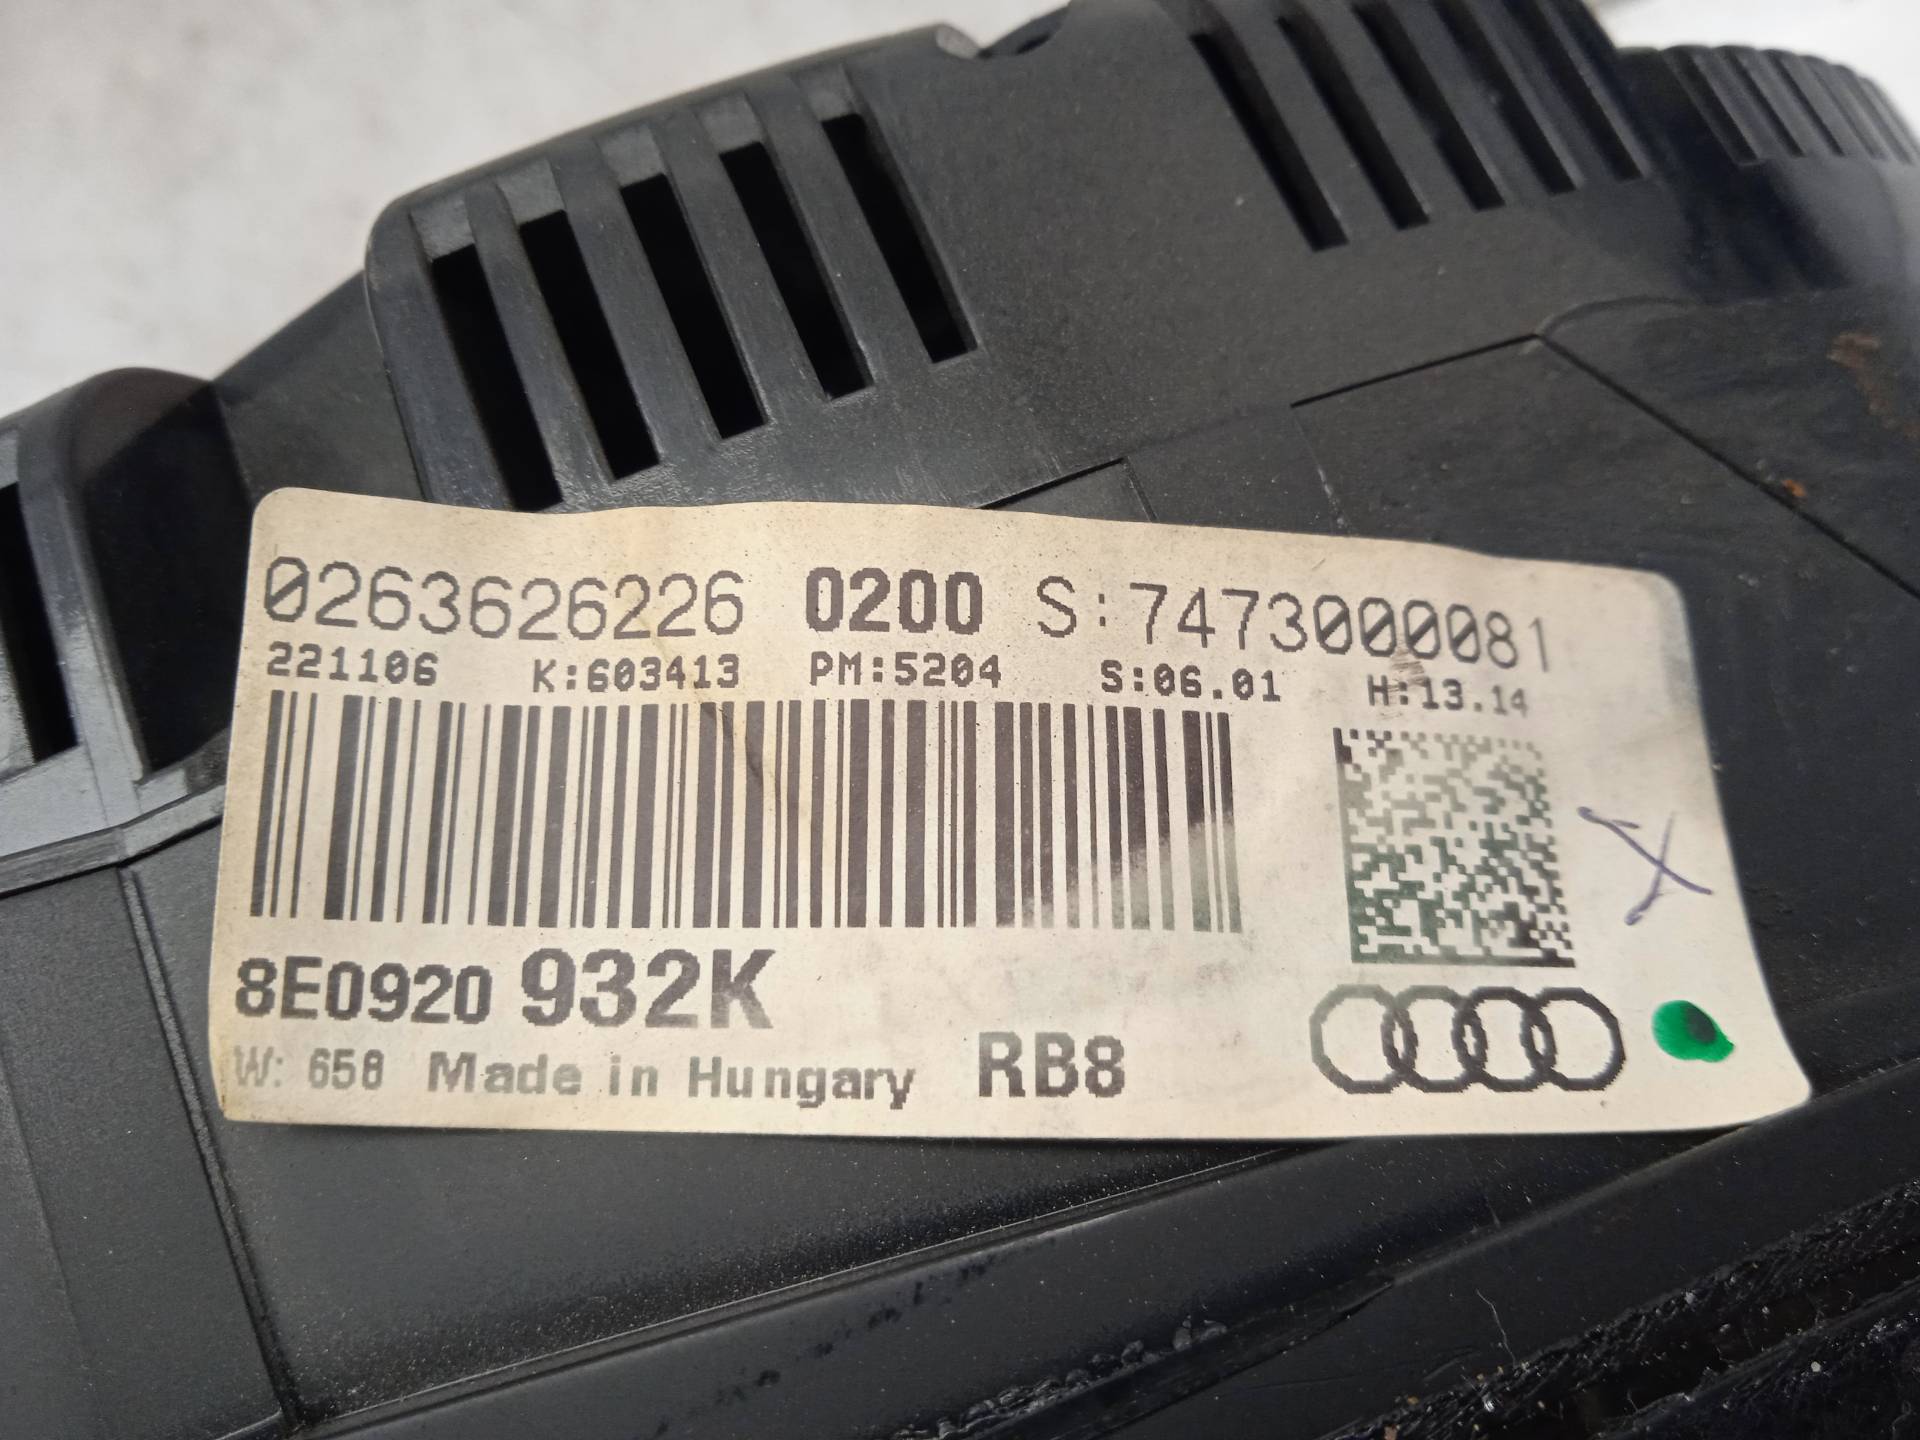 0263626226 0200 S:7473000081
221106 K:603413 PM:5204 S:06.01 H:13.14
8E0920 932K
W: 658 Made in Hungary RB8